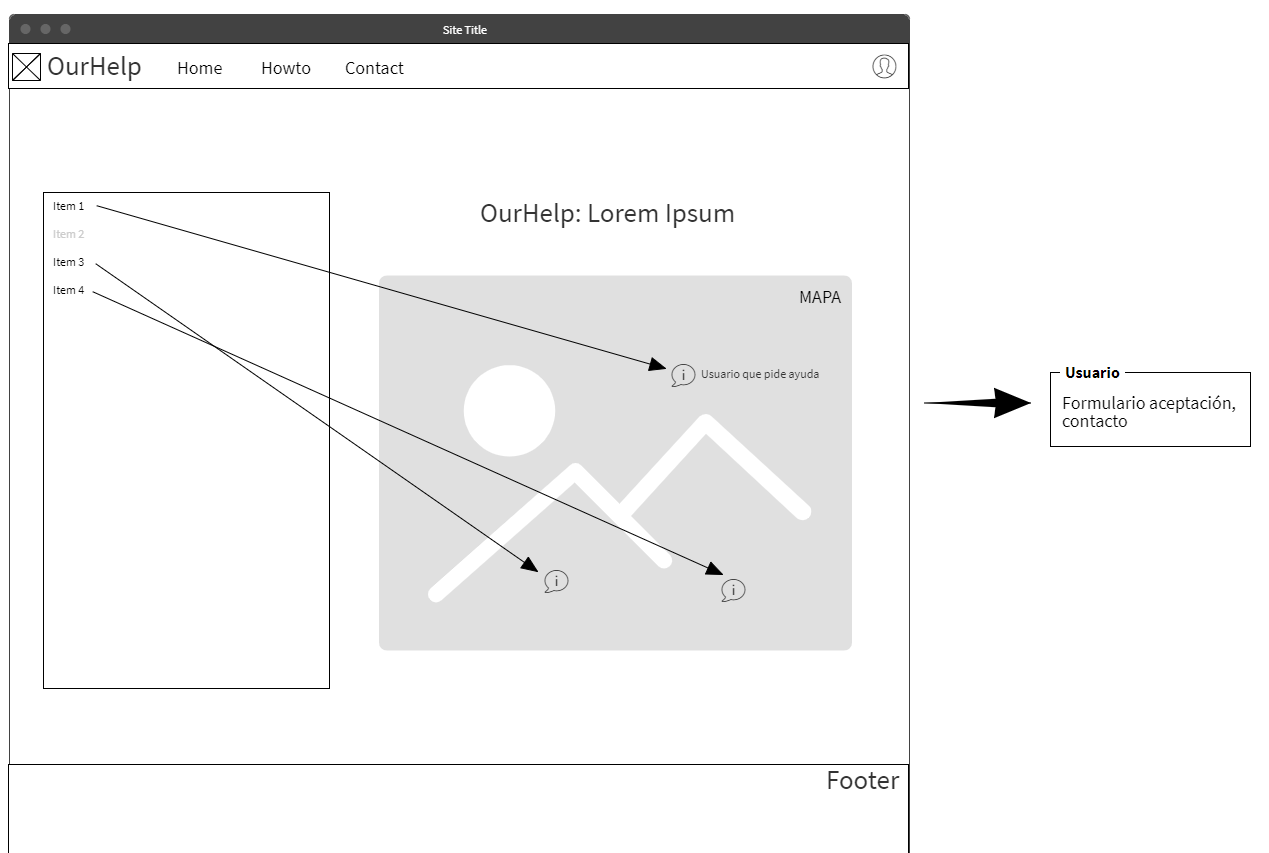 Site Title
OurHelp
Home
Howto
Contact
Item 1
Item 2
Item 3
Item 4
OurHelp: Lorem Ipsum
MAPA
i
Usuario que pide ayuda
i
i
Usuario
Formulario aceptación,
contacto
Footer